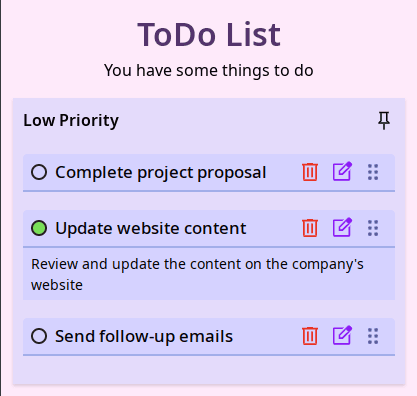 ToDo List
You have some things to do
Low Priority
Complete project proposal
Update website content
Review and update the content on the company's
website
Send follow-up emails